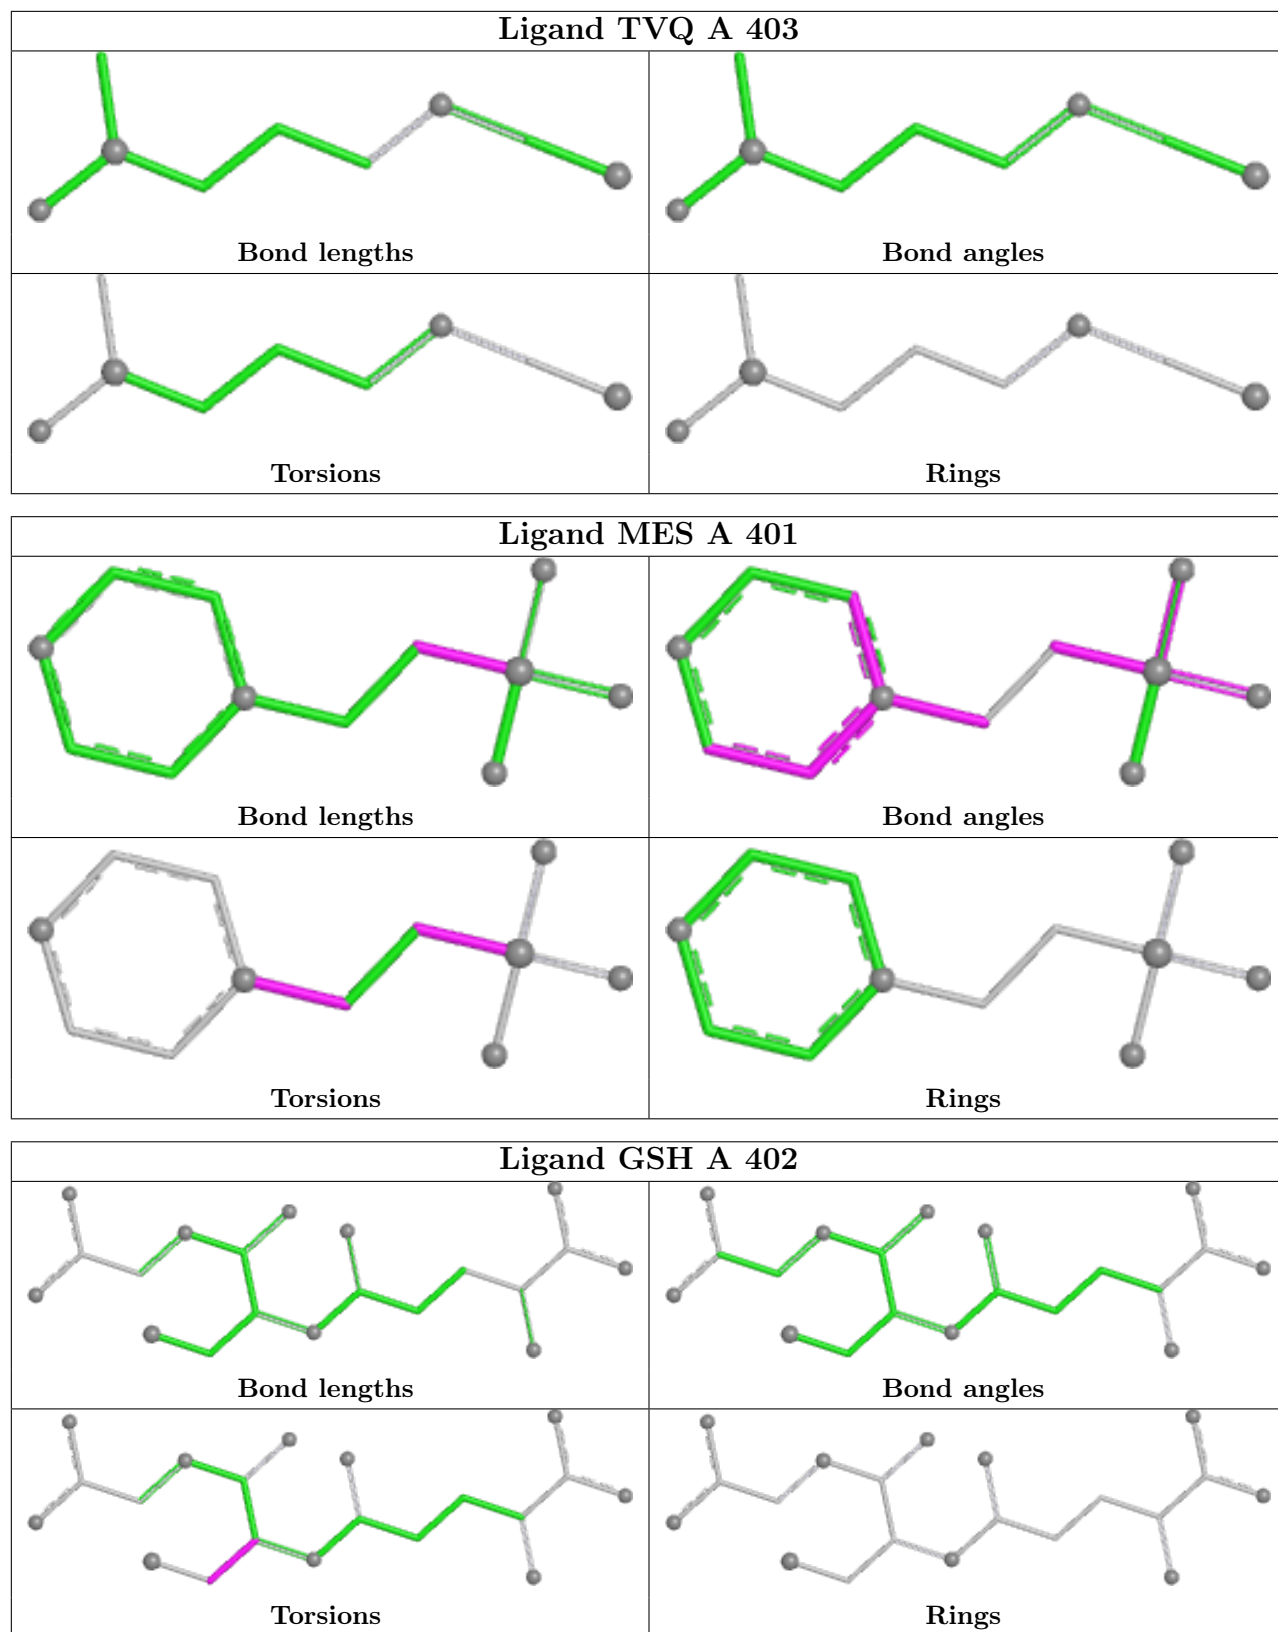 Ligand TVQ A 403
Bond lengths
Bond angles
Torsions
Rings
Ligand MES A 401
Bond lengths
Bond angles
Torsions
Rings
Ligand GSH A 402
Bond lengths
Bond angles
Torsions
Rings